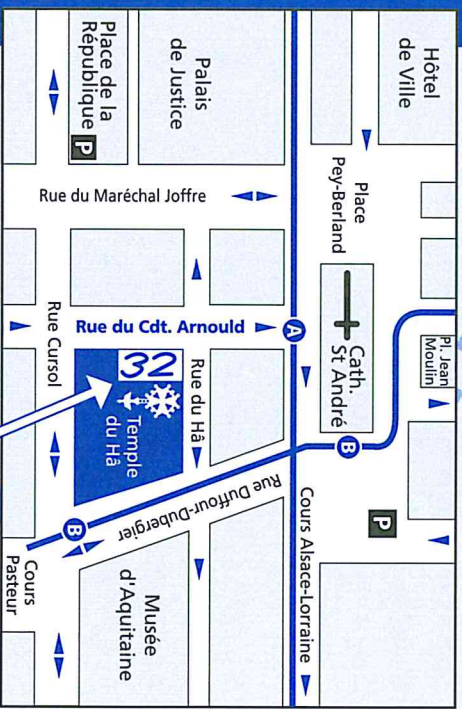 Hôtel
de Ville
Place
Pey-Berland
Cath.
St André
Pl. Jean
Moulin
B
P
Palais
de Justice
Place de la
République
P
Rue du Maréchal Joffre
A
Cours Alsace-Lorraine
Rue du Cdt. Arnould
Rue du Hâ
32
Temple
du Hâ
Rue Cursol
Rue Duffour-Dubergier
B
Musée
d'Aquitaine
Cours
Pasteur